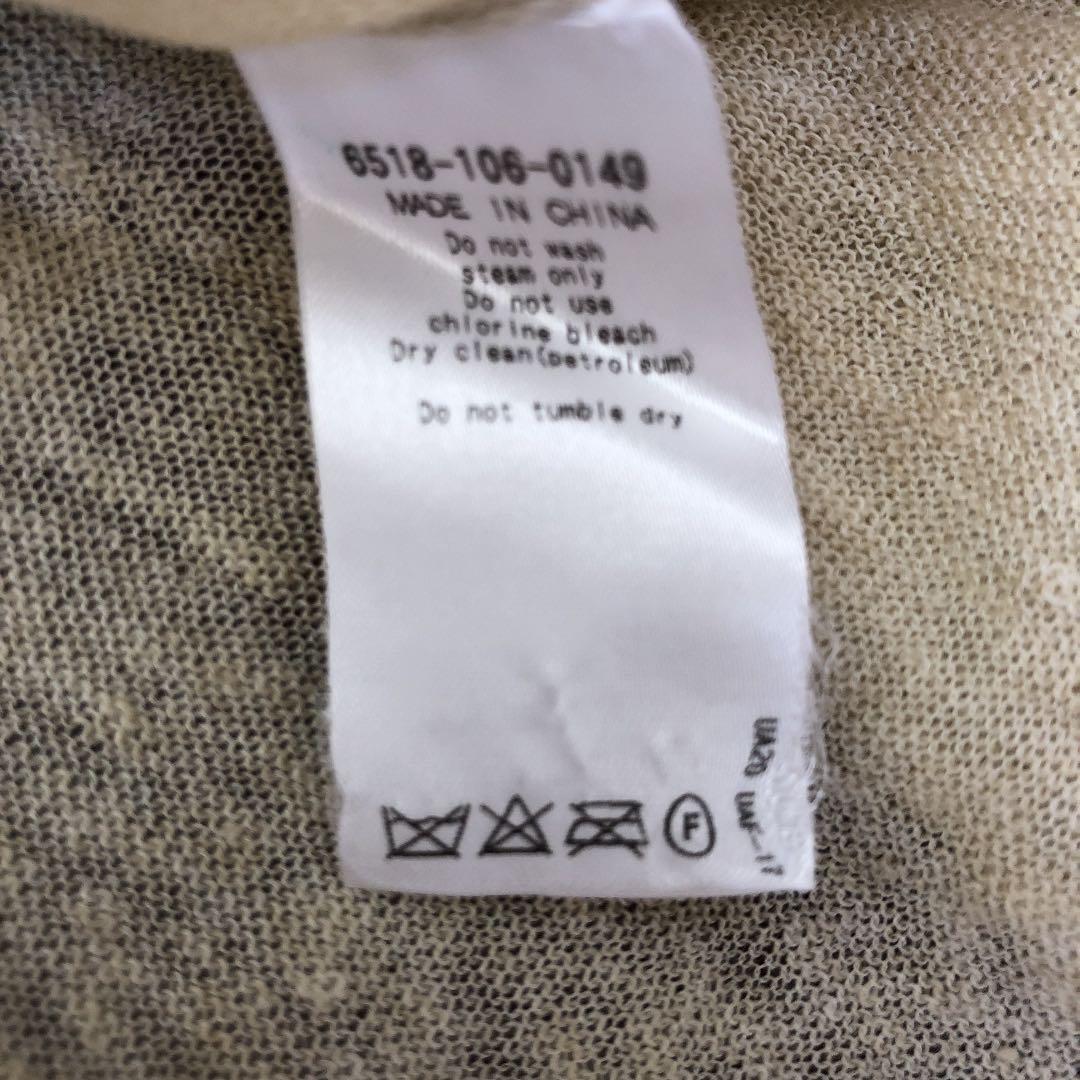 6518-106-0149
MADE IN CHINA
Do not wash
steam only
Do not use
chlorine bleach
Dry clean(petroleum)
Do not tumble dry
F
UA20